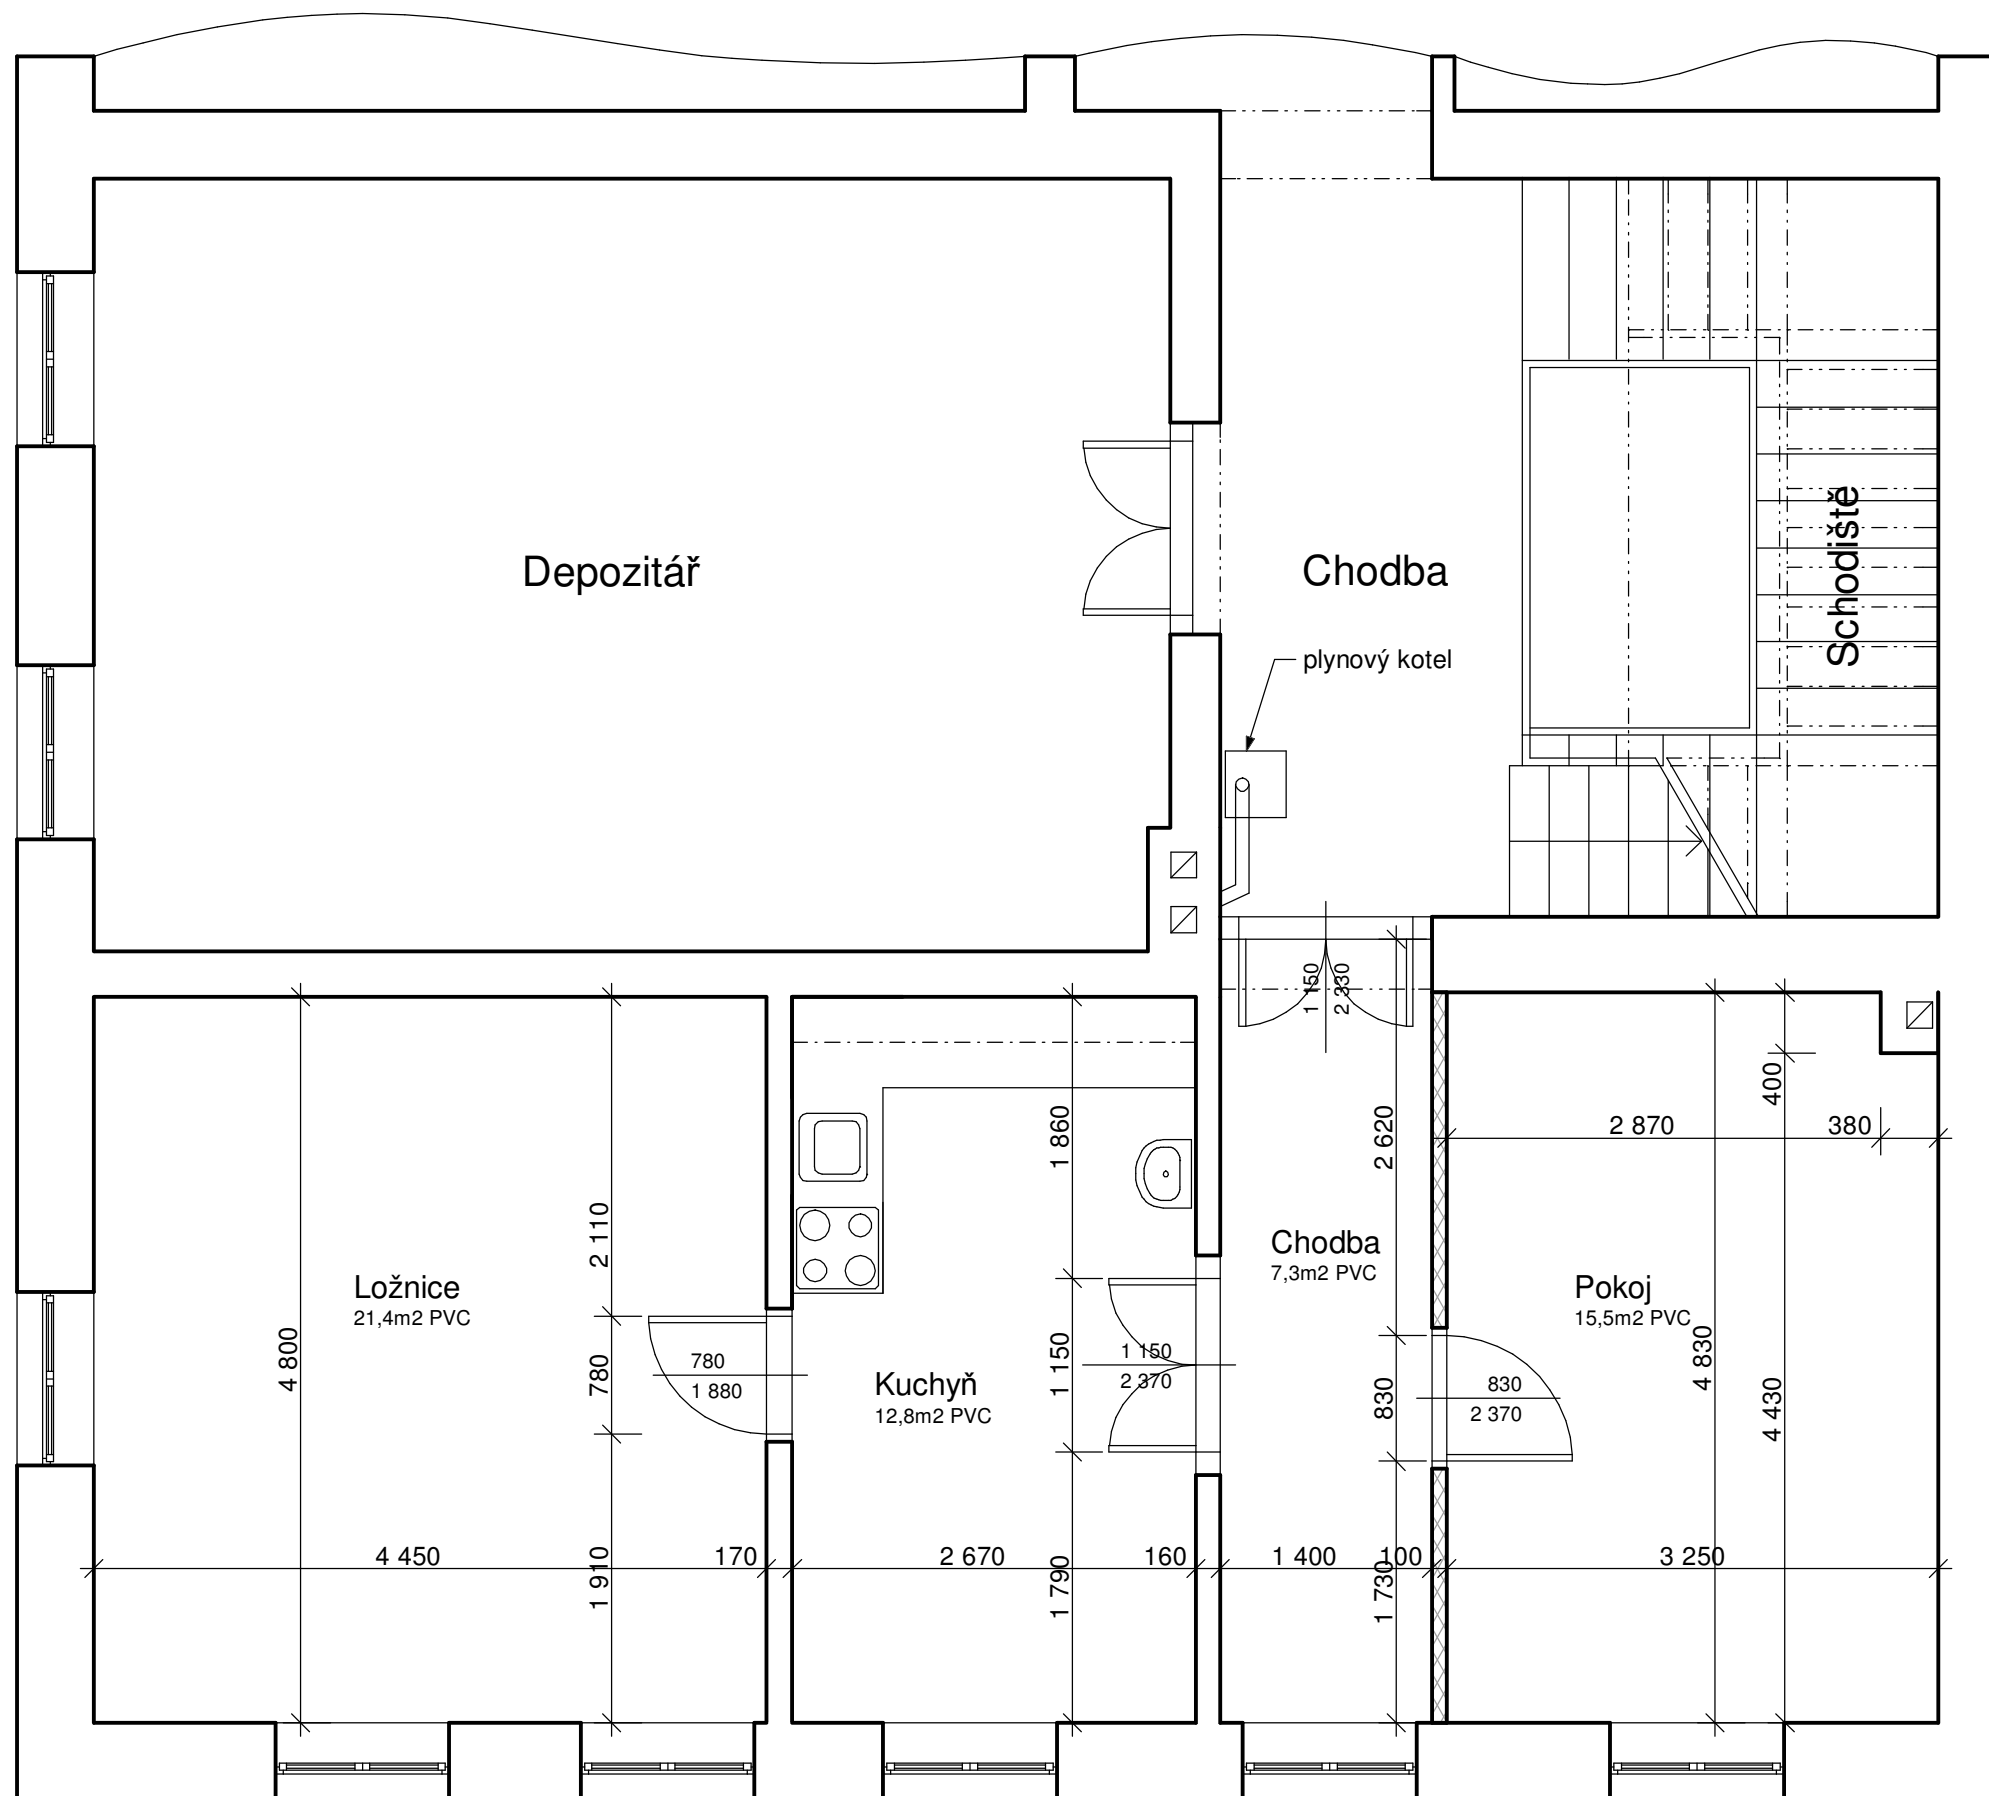 Depozitář
Chodba
Schodiště
plynový kotel
1 150
2 330
400
2 870
380
1 860
2 620
2 110
Chodba
7,3m2 PVC
Ložnice
21,4m2 PVC
Pokoj
15,5m2 PVC
4 800
780
780
1 880
Kuchyň
12,8m2 PVC
1 150
1 150
2 370
830
830
2 370
4 830
4 430
4 450
170
2 670
160
1 400
100
3 250
1 910
1 790
1 730